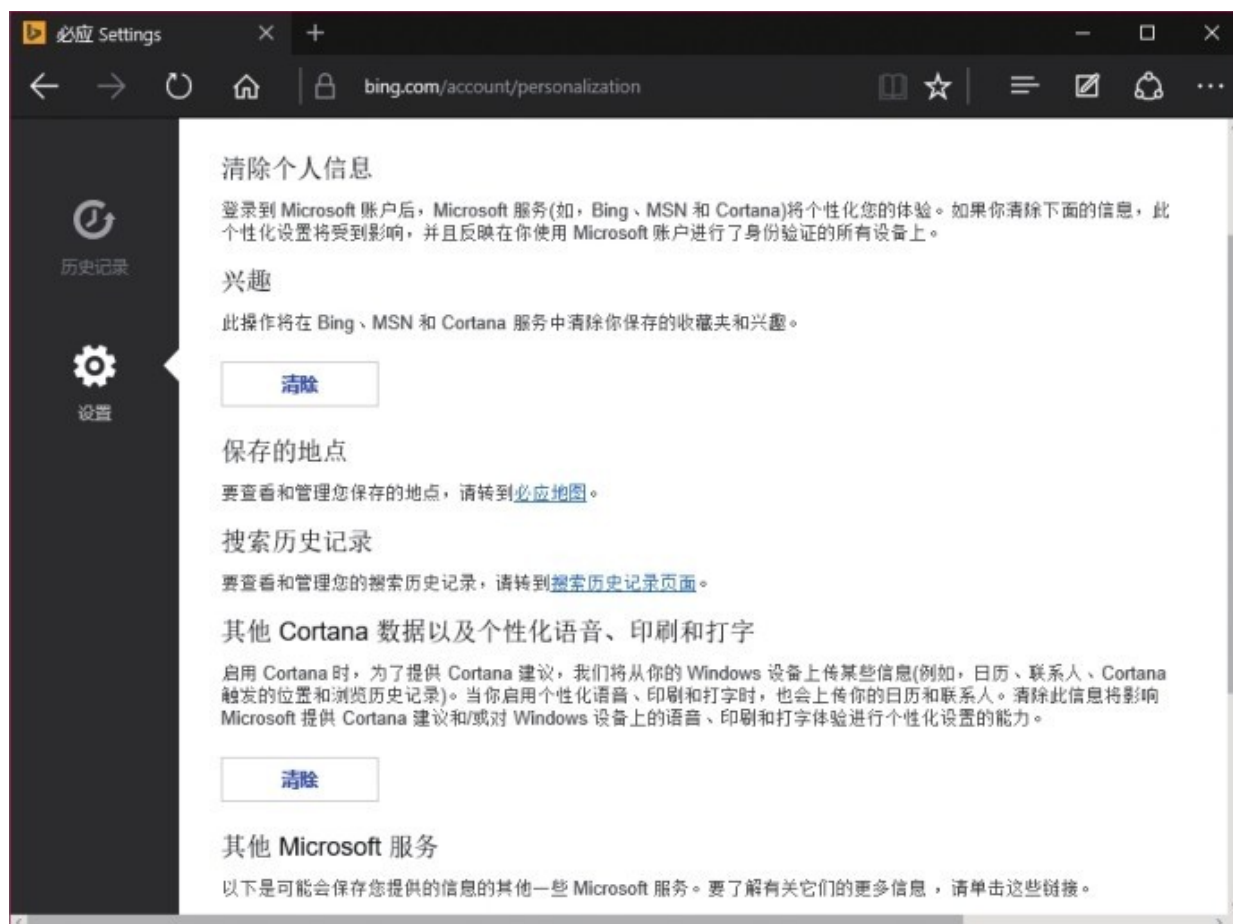 必应 Settings
bing.com/account/personalization
清除个人信息
登录到 Microsoft 账户后，Microsoft 服务(如，Bing、MSN 和 Cortana)将个性化您的体验。如果你清除下面的信息，此
个性化设置将受到影响，并且反映在你使用 Microsoft 账户进行了身份验证的所有设备上。
历史记录
兴趣
此操作将在 Bing、MSN 和 Cortana 服务中清除你保存的收藏夹和兴趣。
清除
设置
保存的地点
要查看和管理您保存的地点，请转到必应地图。
搜索历史记录
要查看和管理您的搜索历史记录，请转到搜索历史记录页面。
其他 Cortana 数据以及个性化语音、印刷和打字
启用 Cortana 时，为了提供 Cortana 建议，我们将从你的 Windows 设备上传某些信息(例如，日历、联系人、Cortana
触发的位置和浏览历史记录)。当你启用个性化语音、印刷和打字时，也会上传你的日历和联系人。清除此信息将影响
Microsoft 提供 Cortana 建议和/或对 Windows 设备上的语音、印刷和打字体验进行个性化设置的能力。
清除
其他 Microsoft 服务
以下是可能会保存您提供的信息的其他一些 Microsoft 服务。要了解有关它们的更多信息，请单击这些链接。